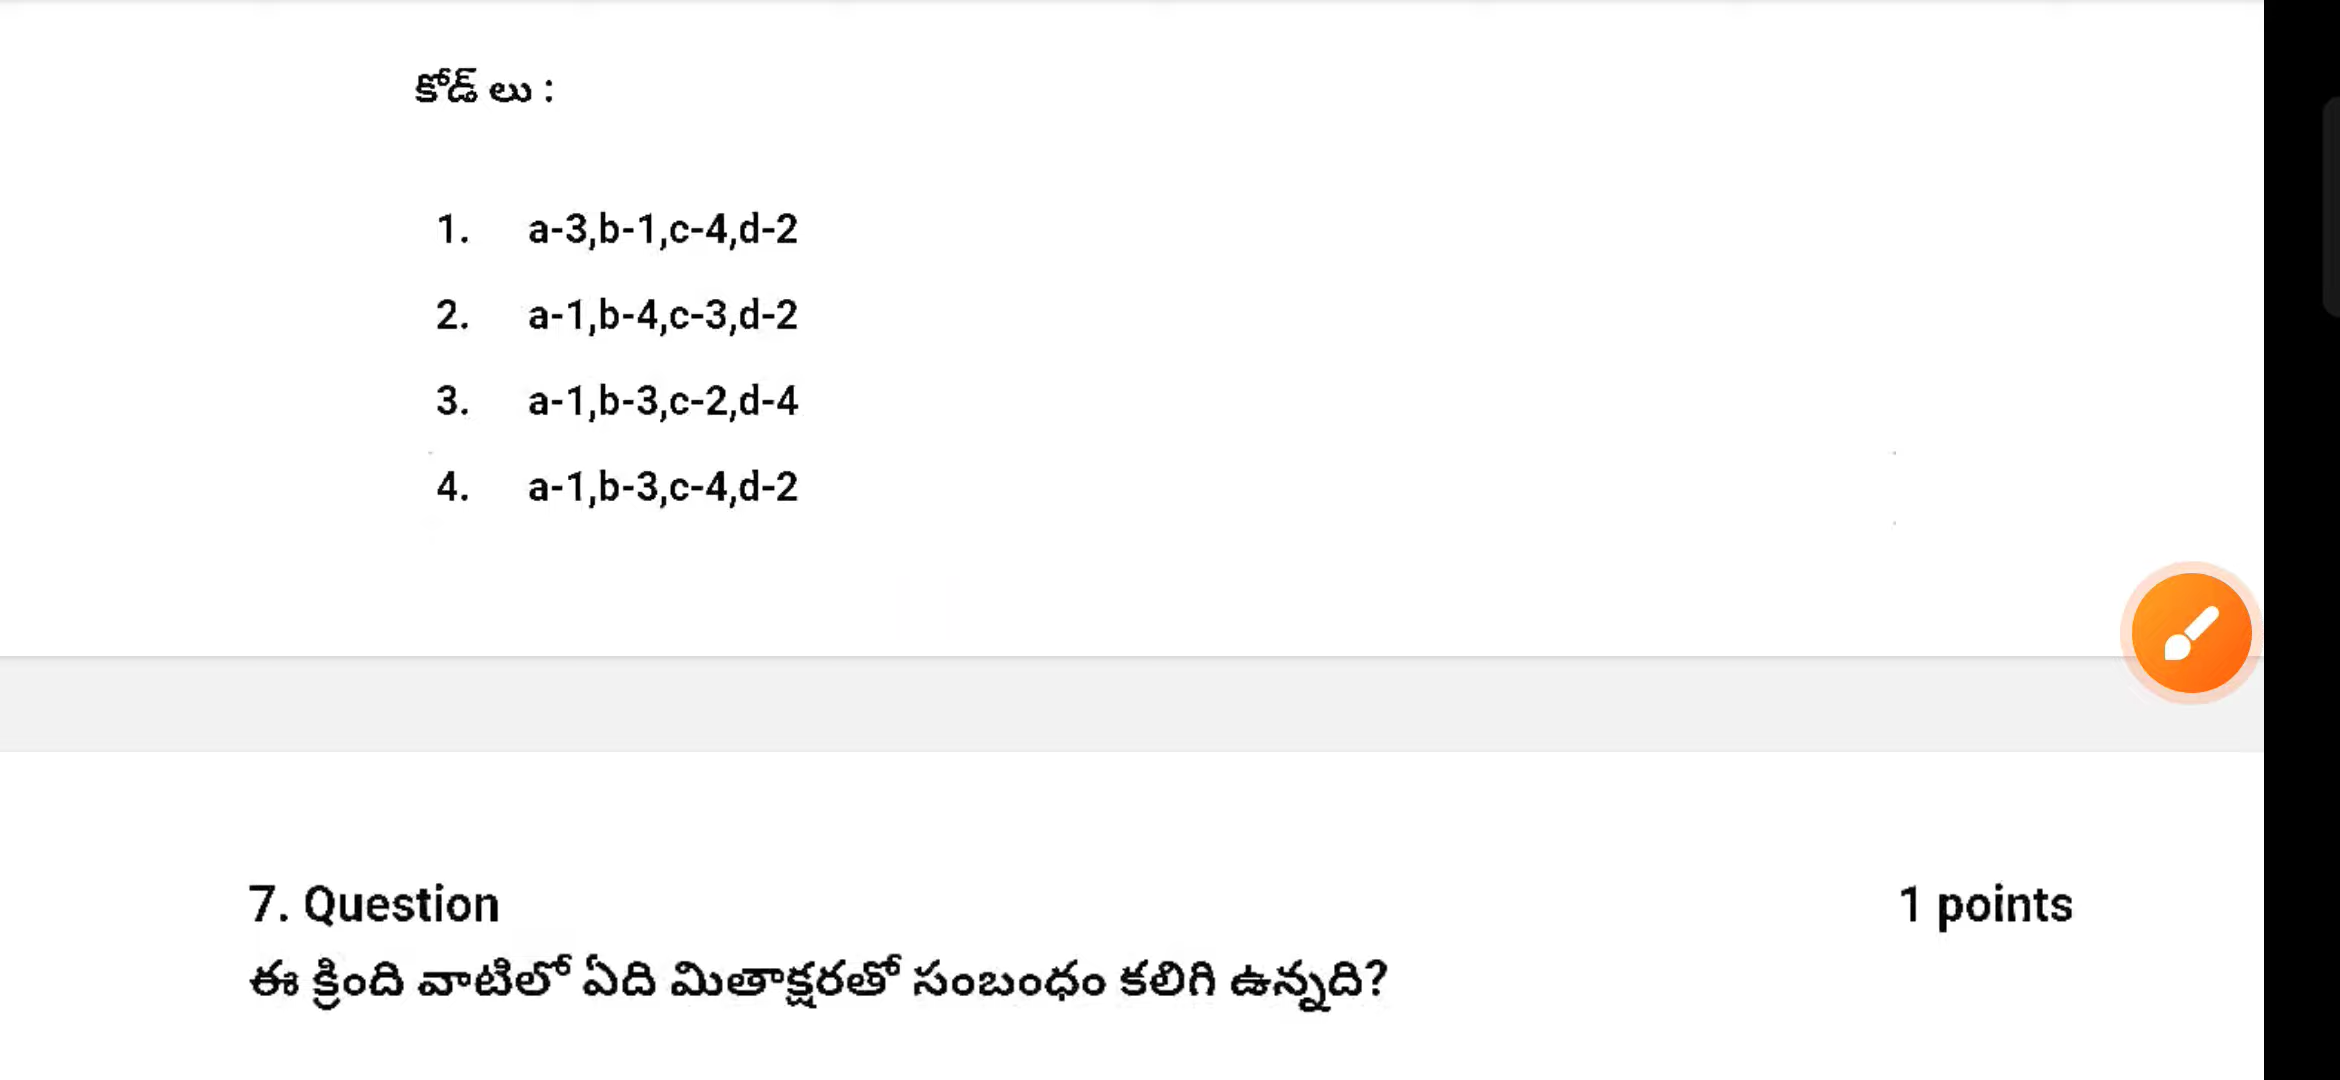 కోడ్ లు :
1. a-3,b-1,c-4,d-2
2. a-1,b-4,c-3,d-2
3. a-1,b-3,c-2,d-4
4. a-1,b-3,c-4,d-2
7. Question 1 points
ఈ క్రింది వాటిలో ఏది మితాక్షరతో సంబంధం కలిగి ఉన్నది?